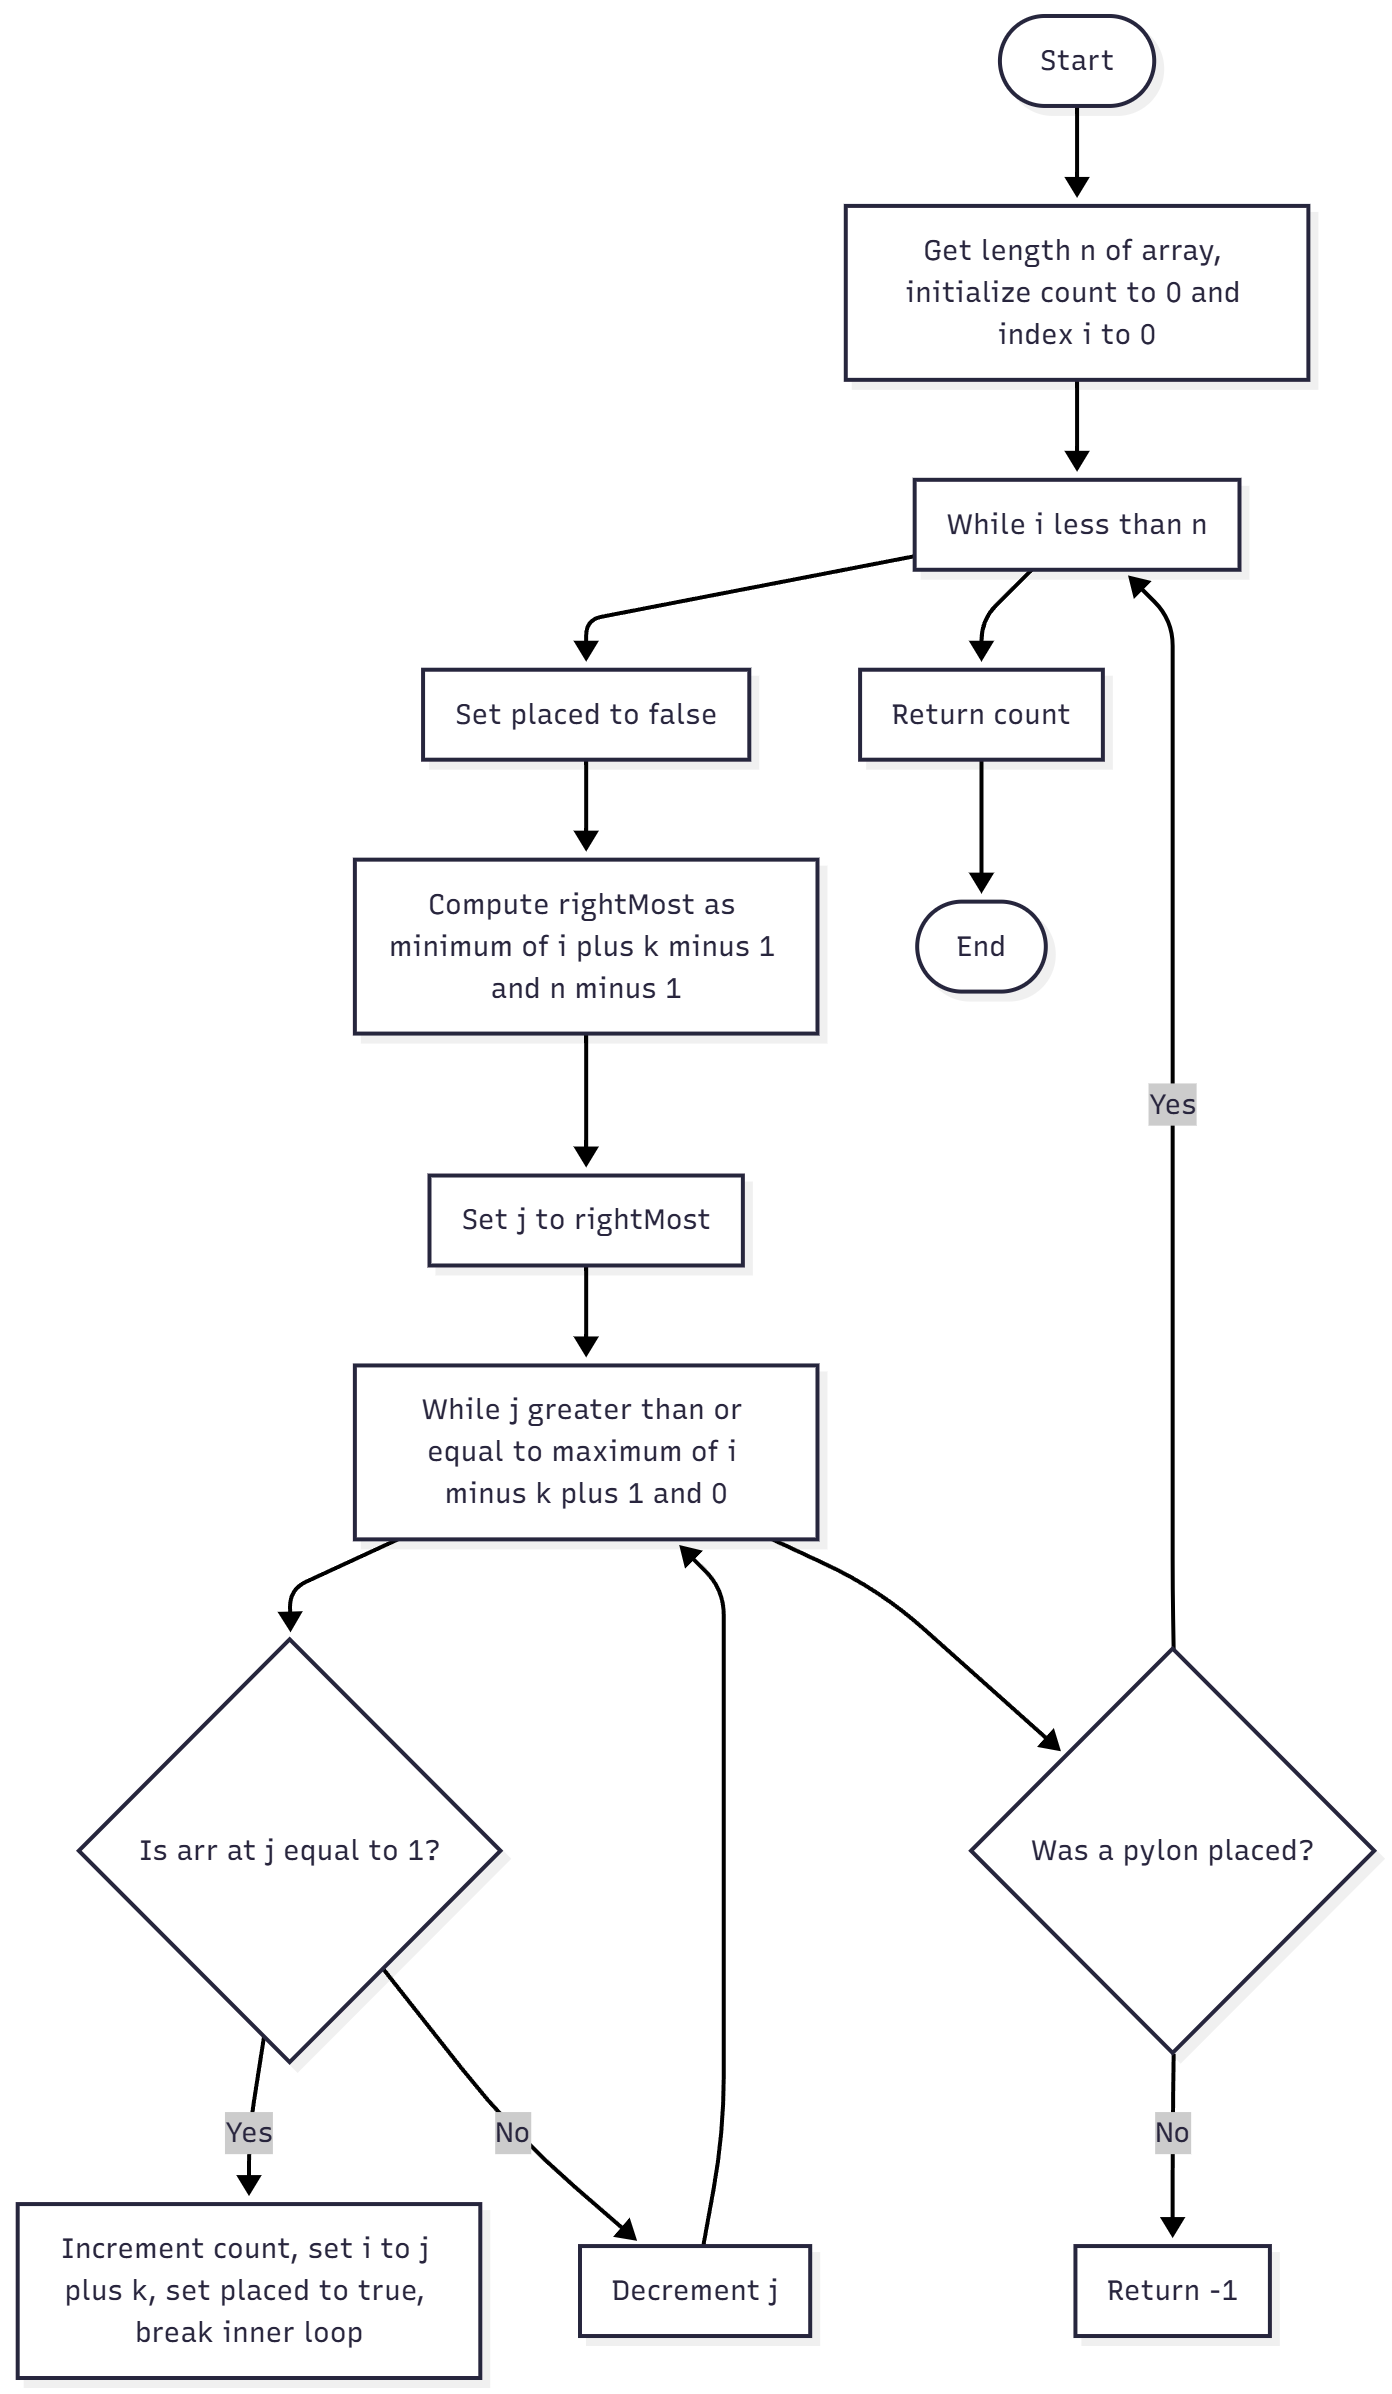 Start
Get length n of array,
initialize count to 0 and
index i to 0
While i less than n
Set placed to false
Return count
Compute rightMost as
minimum of i plus k minus 1
and n minus 1
End
Yes
Set j to rightMost
While j greater than or
equal to maximum of i
minus k plus 1 and 0
Is arr at j equal to 1?
Was a pylon placed?
Yes
No
No
Increment count, set i to j
plus k, set placed to true,
break inner loop
Decrement j
Return -1